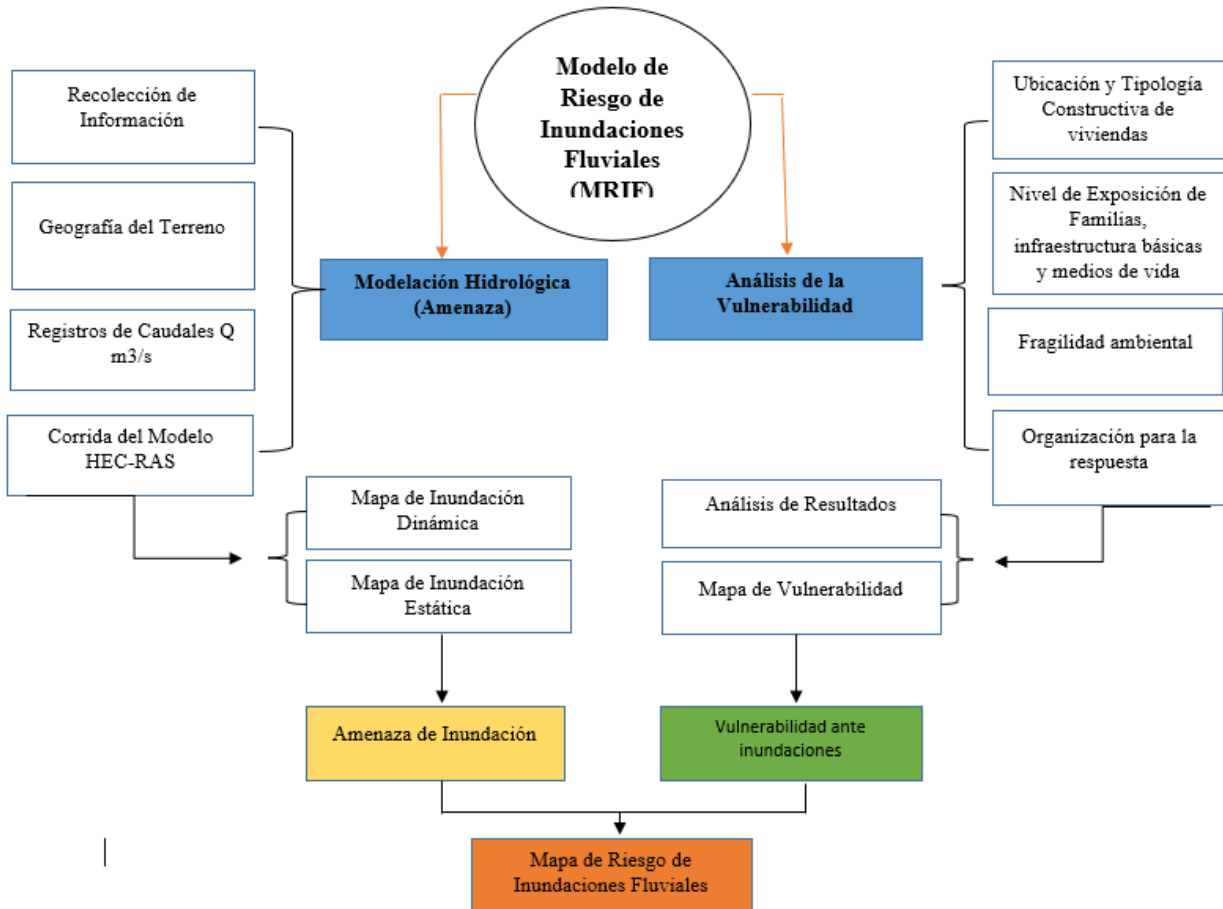 Modelo de
Riesgo de
Inundaciones
Fluviales
(MRIF)
Recolección de
Información
Geografía del Terreno
Registros de Caudales Q
m3/s
Corrida del Modelo
HEC-RAS
Modelación Hidrológica
(Amenaza)
Análisis de la
Vulnerabilidad
Ubicación y Tipología
Constructiva de
viviendas
Nivel de Exposición de
Familias,
infraestructura básicas
y medios de vida
Fragilidad ambiental
Organización para la
respuesta
Mapa de Inundación
Dinámica
Mapa de Inundación
Estática
Análisis de Resultados
Mapa de Vulnerabilidad
Amenaza de Inundación
Vulnerabilidad ante
inundaciones
Mapa de Riesgo de
Inundaciones Fluviales